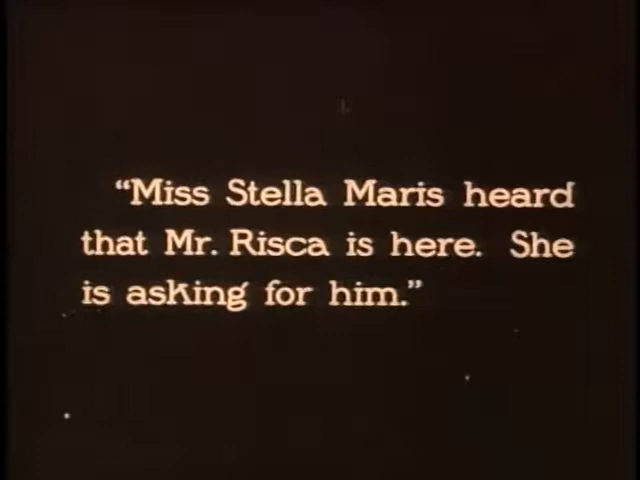 “Miss Stella Maris heard
that Mr. Risca is here. She
is asking for him.”